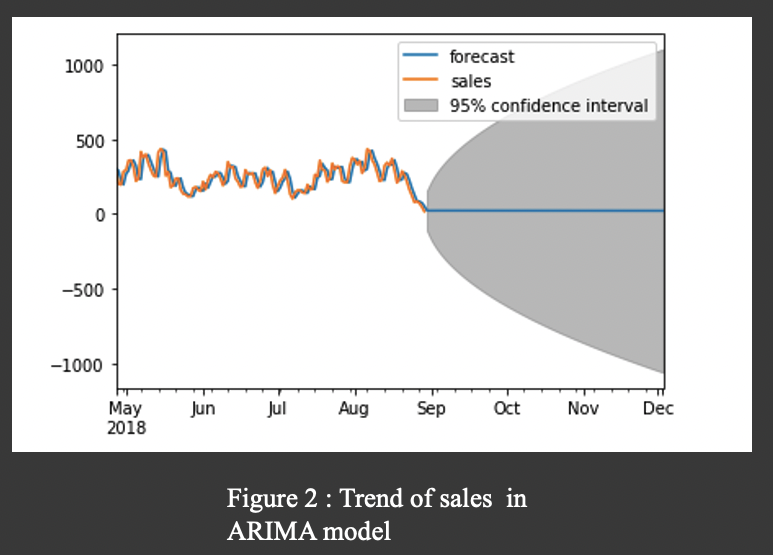 forecast
sales
95% confidence interval
1000
500
0
−500
−1000
May Jun Jul Aug Sep Oct Nov Dec
2018
Figure 2 : Trend of sales  in
ARIMA model